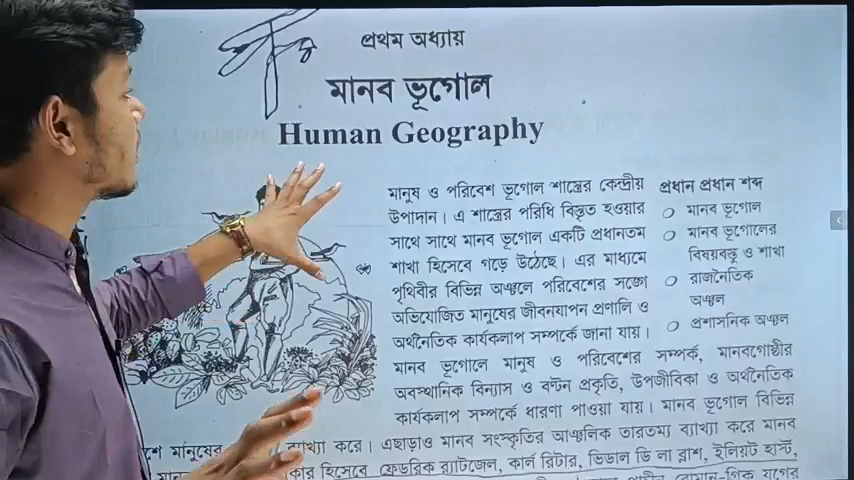 প্রথম অধ্যায়
মানব ভূগোল
Human Geography
মানুষ ও পরিবেশ ভূগোল শাস্ত্রের কেন্দ্রীয়
উপাদান। এ শাস্ত্রের পরিধি বিস্তৃত হওয়ার
সাথে সাথে মানব ভূগোল একটি প্রধানতম
শাখা হিসেবে গড়ে উঠেছে। এর মাধ্যমে
পৃথিবীর বিভিন্ন অঞ্চলে পরিবেশের সঙ্গে
অভিযোজিত মানুষের জীবনযাপন প্রণালি ও
অর্থনৈতিক কার্যকলাপ সম্পর্কে জানা যায়।
মানব ভূগোলে মানুষ ও পরিবেশের সম্পর্ক, মানবগোষ্ঠীর
অবস্থানিক বিন্যাস ও বণ্টন প্রকৃতি, উপজীবিকা ও অর্থনৈতিক
কার্যকলাপ সম্পর্কে ধারণা পাওয়া যায়। মানব ভূগোল বিভিন্ন
শে মানুষের ব্যাখ্যা করে। এছাড়াও মানব সংস্কৃতির আঞ্চলিক তারতম্য ব্যাখ্যা করে মানব
কার হিসেবে ফ্রেডরিক র‍্যাটজেল, কার্ল রিটার, ভিডাল ডি লা ব্লাশ, ইলিয়ট হার্স্ট,
প্রধান প্রধান শব্দ
মানব ভূগোল
মানব ভূগোলের
বিষয়বস্তু ও শাখা
রাজনৈতিক
অঞ্চল
প্রশাসনিক অঞ্চল